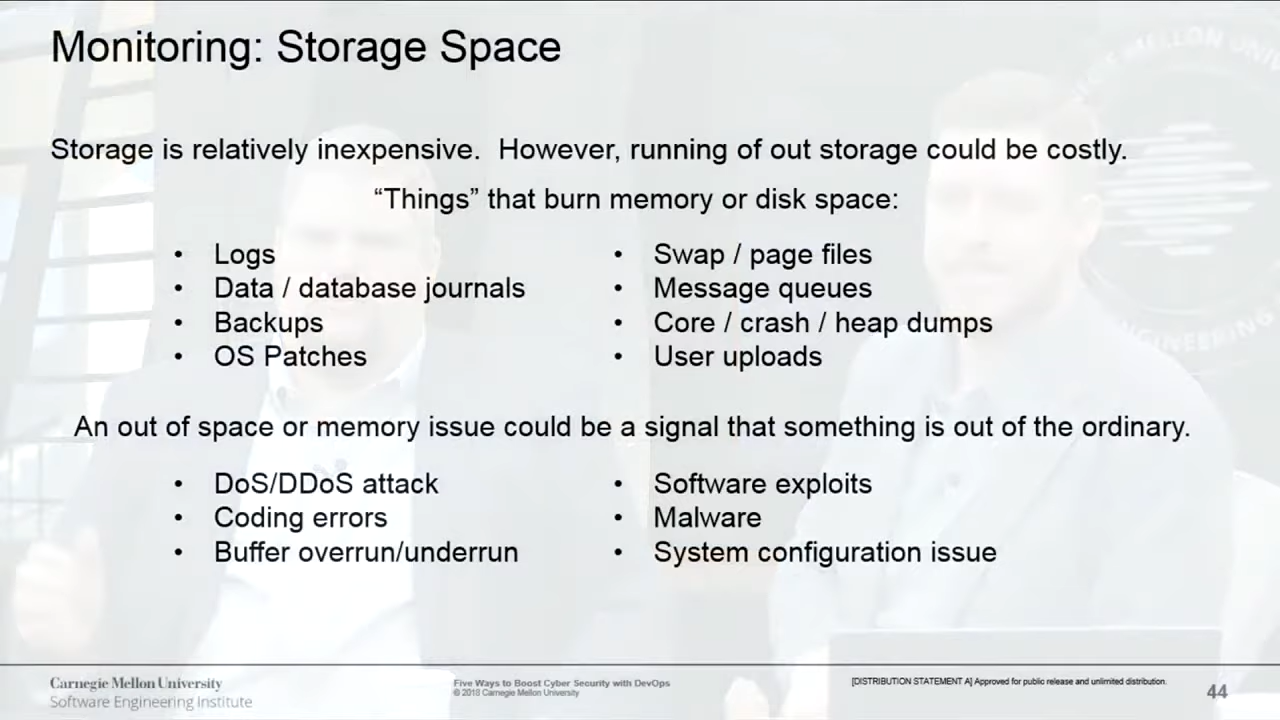 Monitoring: Storage Space
Storage is relatively inexpensive. However, running of out storage could be costly.
“Things” that burn memory or disk space:
• Logs
• Data / database journals
• Backups
• OS Patches
• Swap / page files
• Message queues
• Core / crash / heap dumps
• User uploads
An out of space or memory issue could be a signal that something is out of the ordinary.
• DoS/DDoS attack
• Coding errors
• Buffer overrun/underrun
• Software exploits
• Malware
• System configuration issue
Carnegie Mellon University
Software Engineering Institute
Five Ways to Boost Cyber Security with DevOps
© 2018 Carnegie Mellon University
[DISTRIBUTION STATEMENT A] Approved for public release and unlimited distribution.
44
MELLON UNIV
ENGINEERING